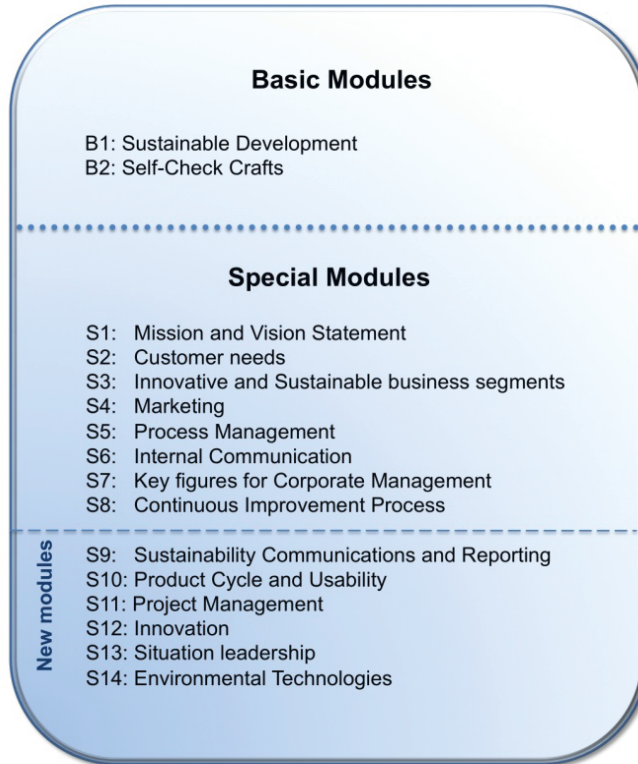 Basic Modules
B1: Sustainable Development
B2: Self-Check Crafts
Special Modules
S1: Mission and Vision Statement
S2: Customer needs
S3: Innovative and Sustainable business segments
S4: Marketing
S5: Process Management
S6: Internal Communication
S7: Key figures for Corporate Management
S8: Continuous Improvement Process
New modules
S9: Sustainability Communications and Reporting
S10: Product Cycle and Usability
S11: Project Management
S12: Innovation
S13: Situation leadership
S14: Environmental Technologies